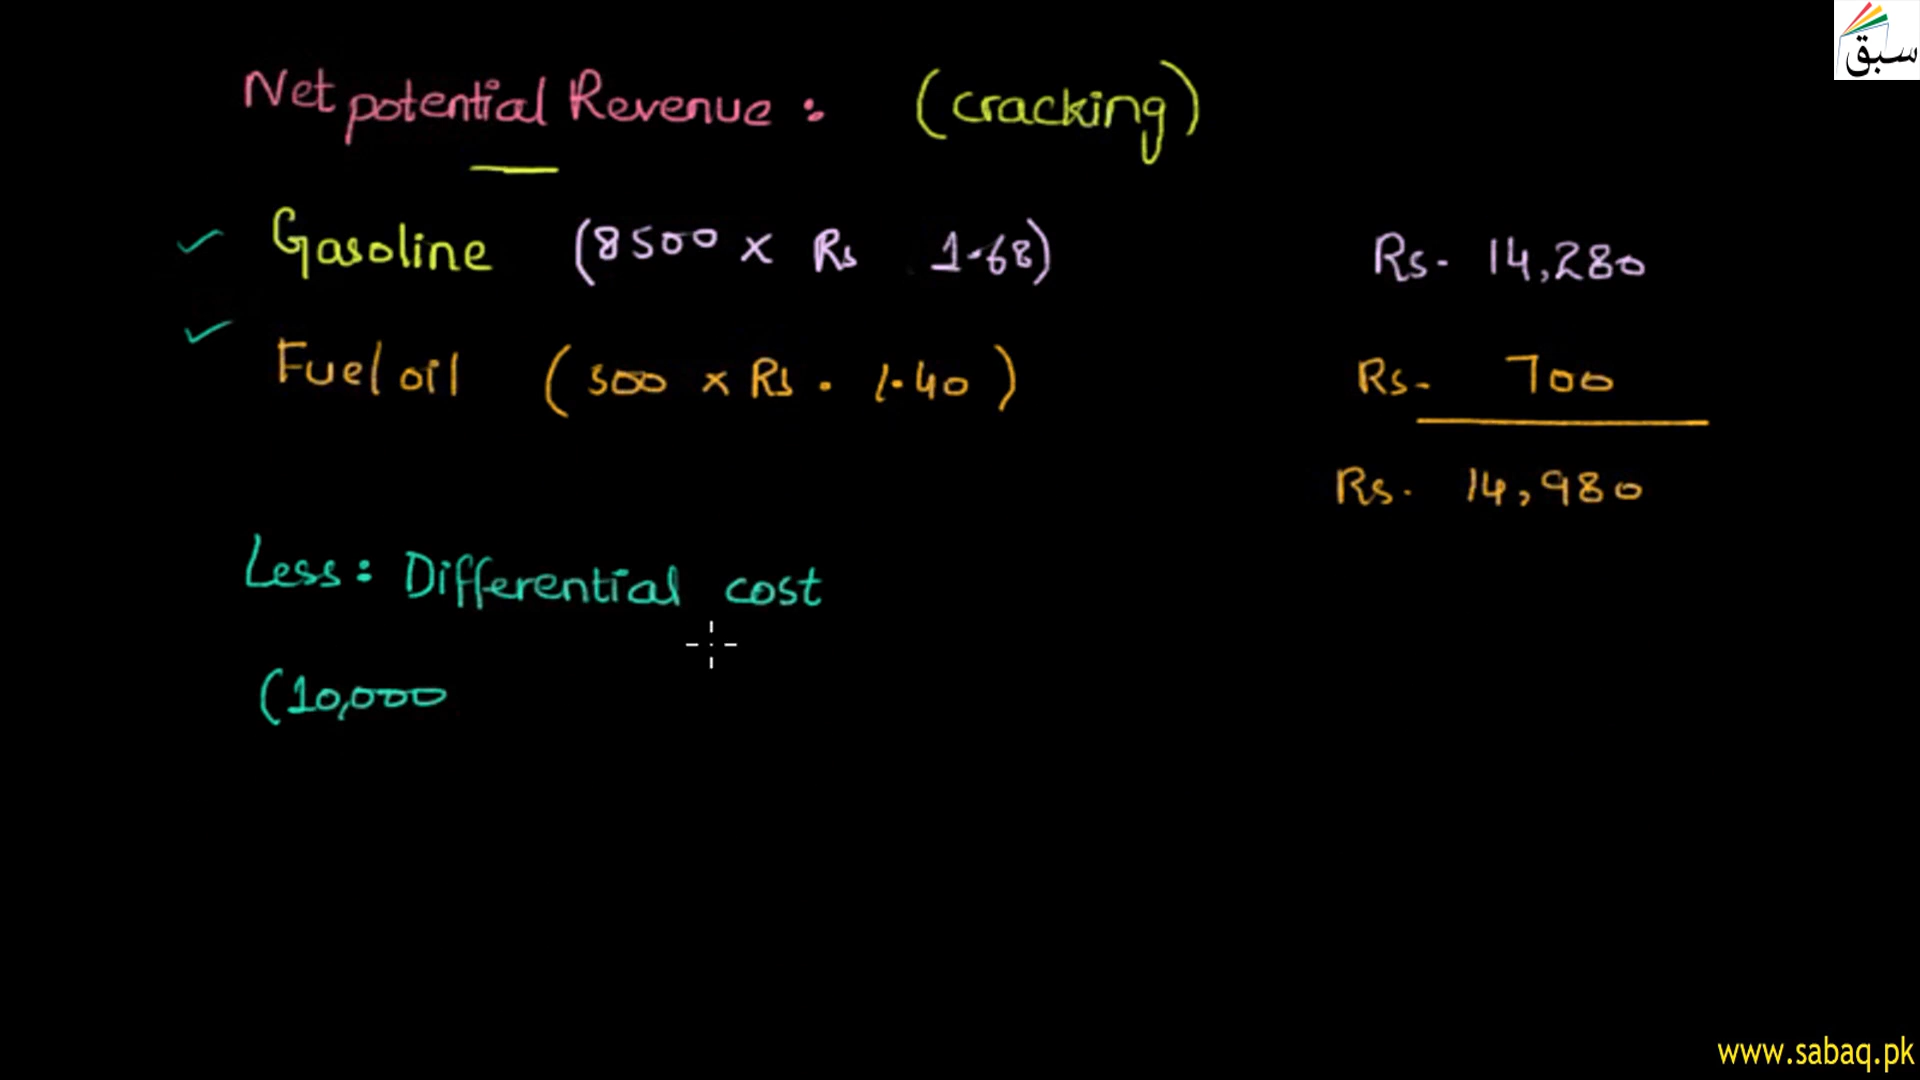 سبق
Net potential Revenue : (cracking)
Gasoline (8500 x Rs 1.68) Rs. 14,280
Fuel oil (500 x Rs. 1.40) Rs. 700
Rs. 14,980
Less: Differential cost
(10,000
www.sabaq.pk